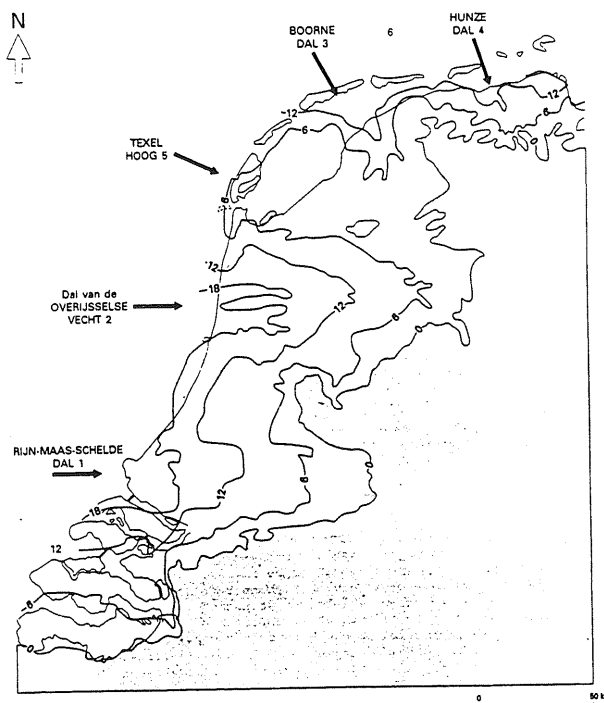 N
BOORNE
DAL 3
6
HUNZE
DAL 4
-12
-12
6
6
0
TEXEL
HOOG 5
6
-12
-18
Dal van de
OVERIJSSELSE
VECHT 2
12
6
0
RIJN-MAAS-SCHELDE
DAL 1
-18
12
12
6
0
-6
0
0
50 k